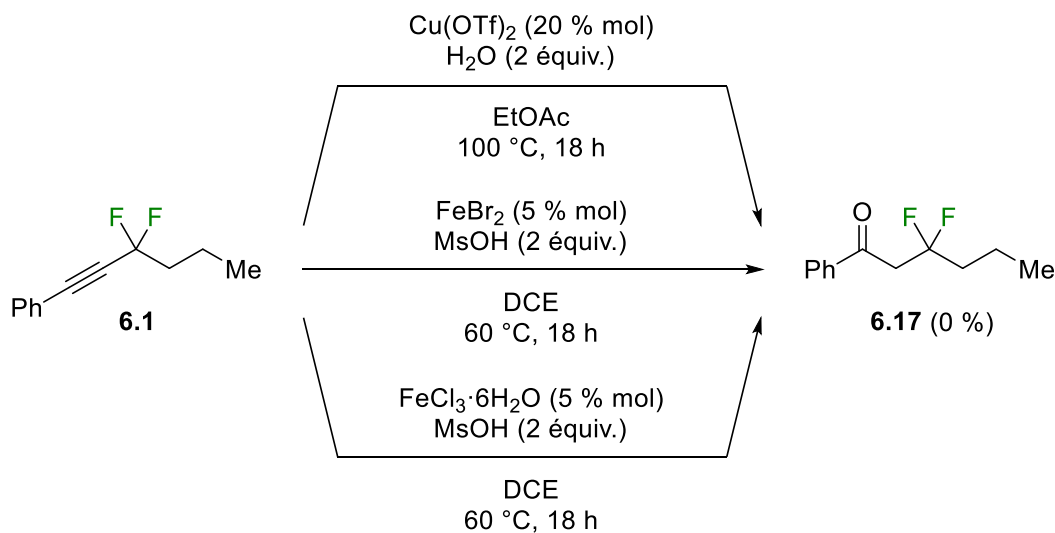 Cu(OTf)₂ (20 % mol)
H₂O (2 équiv.)
EtOAc
100 °C, 18 h
F F
Ph
Me
6.1
FeBr₂ (5 % mol)
MsOH (2 équiv.)
DCE
60 °C, 18 h
FeCl₃·6H₂O (5 % mol)
MsOH (2 équiv.)
DCE
60 °C, 18 h
O F F
Ph
Me
6.17 (0 %)